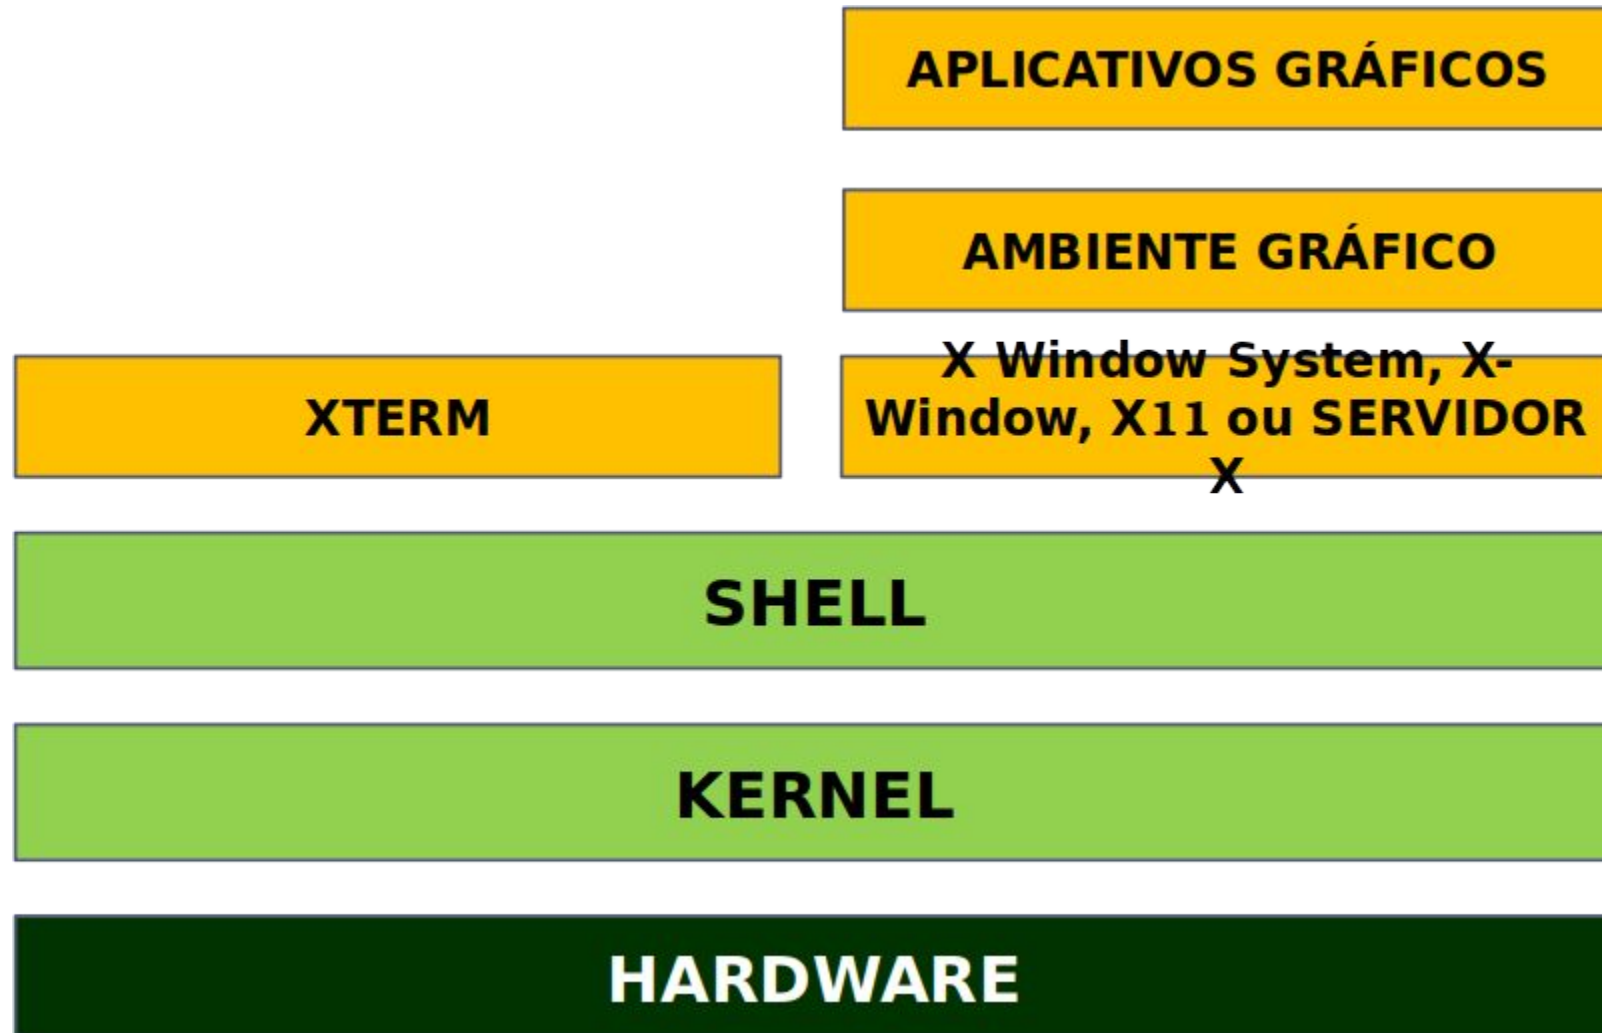 APLICATIVOS GRÁFICOS
AMBIENTE GRÁFICO
XTERM
X Window System, X-
Window, X11 ou SERVIDOR
X
SHELL
KERNEL
HARDWARE